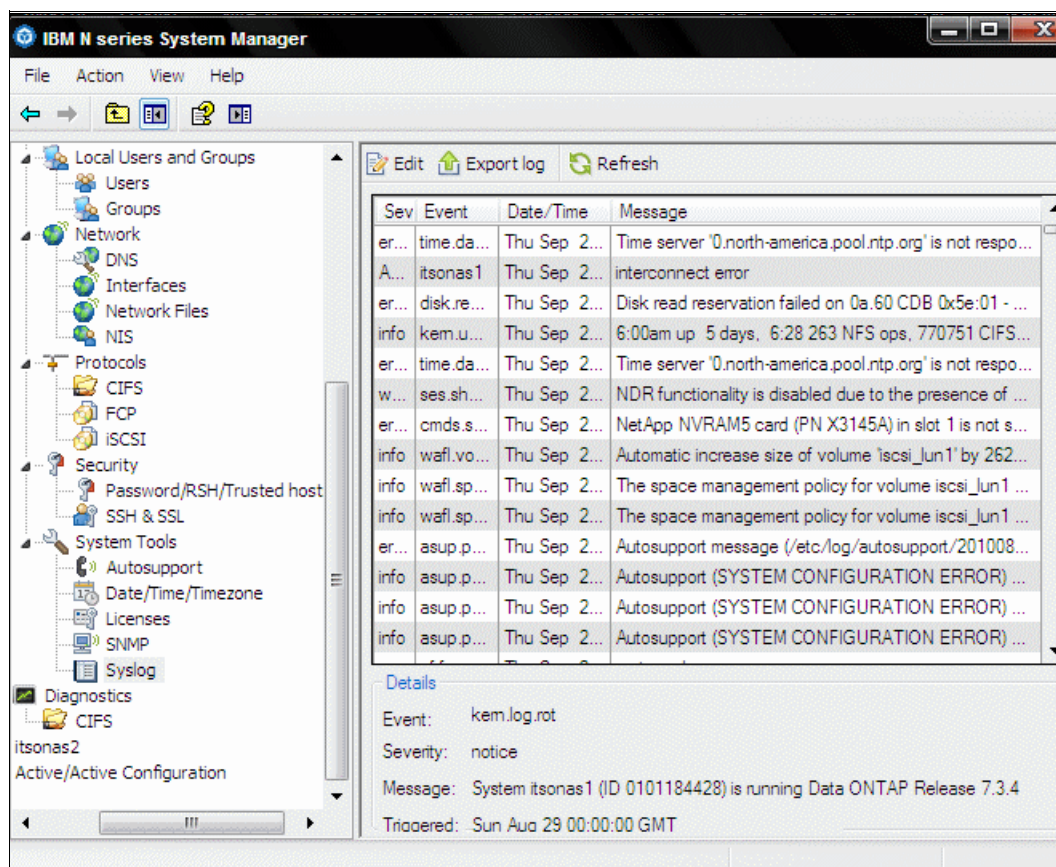 IBM N series System Manager
File Action View Help
Local Users and Groups
Users
Groups
Network
DNS
Interfaces
Network Files
NIS
Protocols
CIFS
FCP
iSCSI
Security
Password/RSH/Trusted host
SSH & SSL
System Tools
Autosupport
Date/Time/Timezone
Licenses
SNMP
Syslog
Diagnostics
CIFS
itsonas2
Active/Active Configuration
Edit Export log Refresh
Sev Event Date/Time Message
er... time.da... Thu Sep 2... Time server '0.north-america.pool.ntp.org' is not respo...
A... itsonas1 Thu Sep 2... interconnect error
er... disk.re... Thu Sep 2... Disk read reservation failed on 0a.60 CDB 0x5e:01 - ...
info kern.u... Thu Sep 2... 6:00am up 5 days, 6:28 263 NFS ops, 770751 CIFS...
er... time.da... Thu Sep 2... Time server '0.north-america.pool.ntp.org' is not respo...
w... ses.sh... Thu Sep 2... NDR functionality is disabled due to the presence of ...
er... cmds.s... Thu Sep 2... NetApp NVRAM5 card (PN X3145A) in slot 1 is not s...
info wafl.vo... Thu Sep 2... Automatic increase size of volume 'iscsi_lun1' by 262...
info wafl.sp... Thu Sep 2... The space management policy for volume iscsi_lun1 ...
info wafl.sp... Thu Sep 2... The space management policy for volume iscsi_lun1 ...
er... asup.p... Thu Sep 2... Autosupport message (/etc/log/autosupport/201008...
info asup.p... Thu Sep 2... Autosupport (SYSTEM CONFIGURATION ERROR) ...
info asup.p... Thu Sep 2... Autosupport (SYSTEM CONFIGURATION ERROR) ...
info asup.p... Thu Sep 2... Autosupport (SYSTEM CONFIGURATION ERROR) ...
Details
Event: kern.log.rot
Severity: notice
Message: System itsonas1 (ID 0101184428) is running Data ONTAP Release 7.3.4
Triggered: Sun Aug 29 00:00:00 GMT